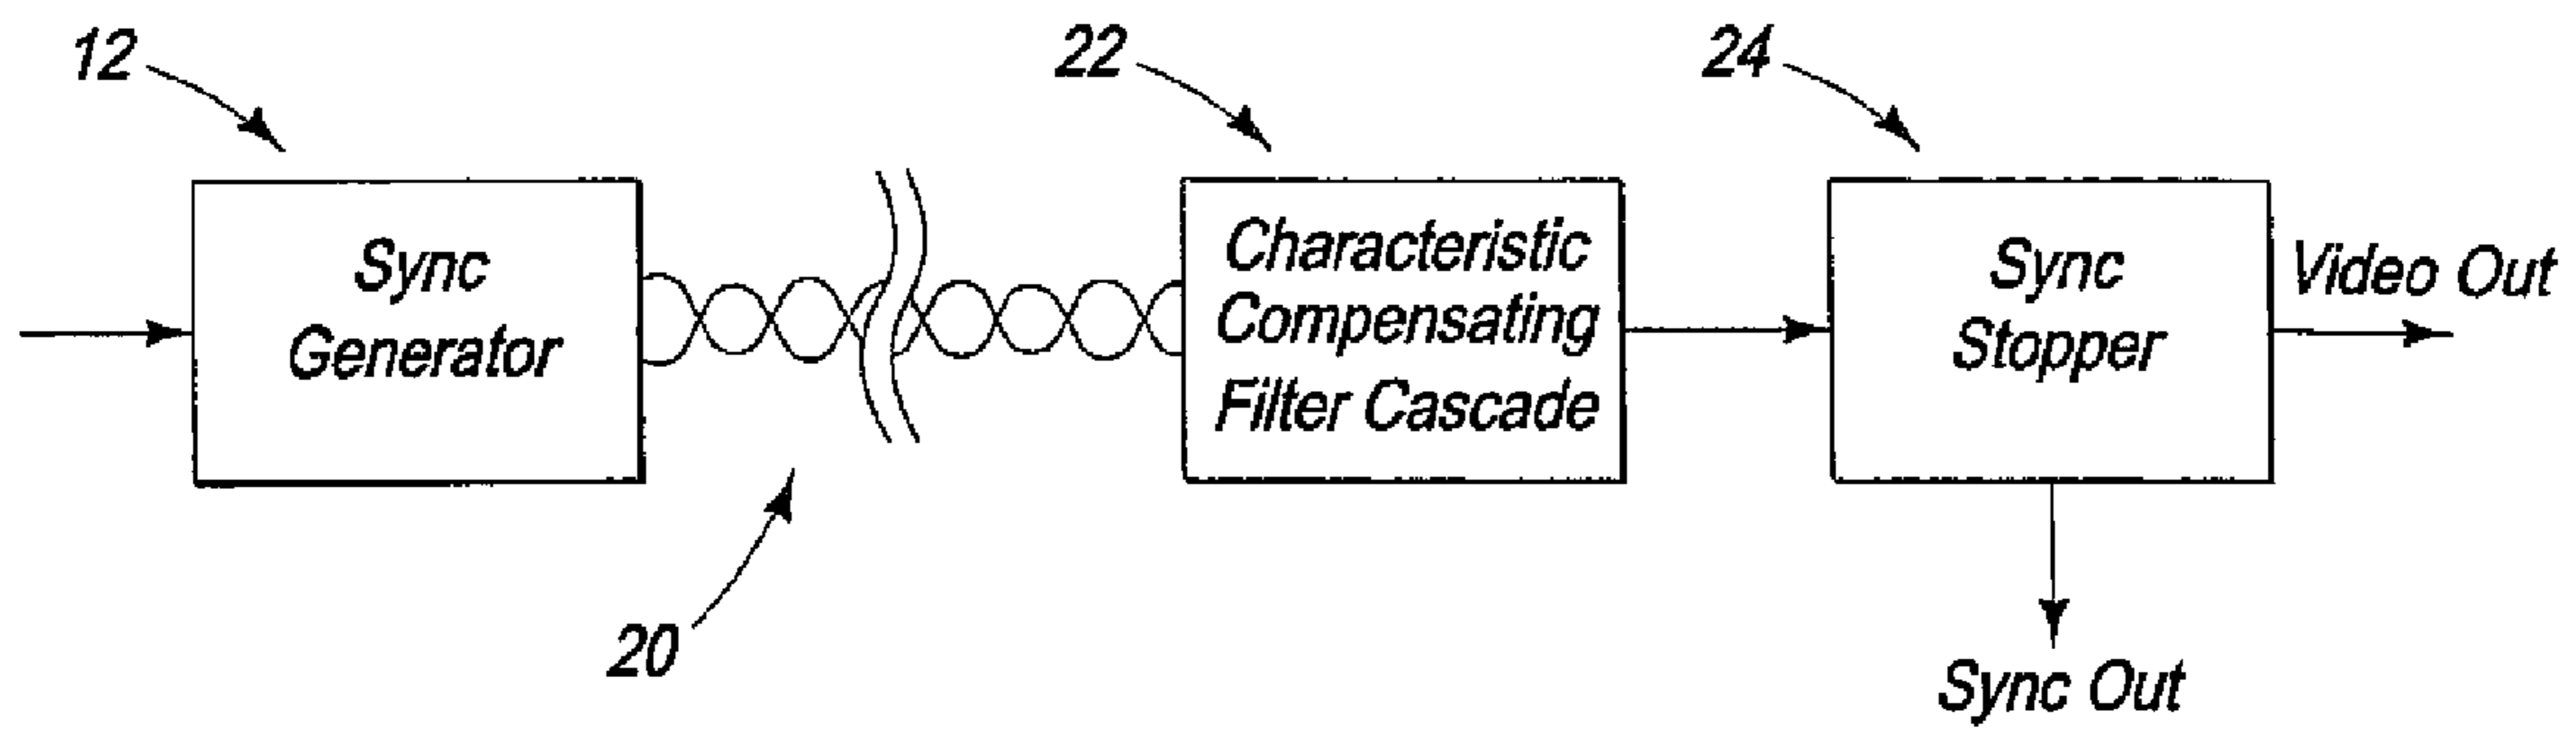 12
22
24
Sync
Generator
Characteristic
Compensating
Filter Cascade
Sync
Stopper
Video Out
20
Sync Out